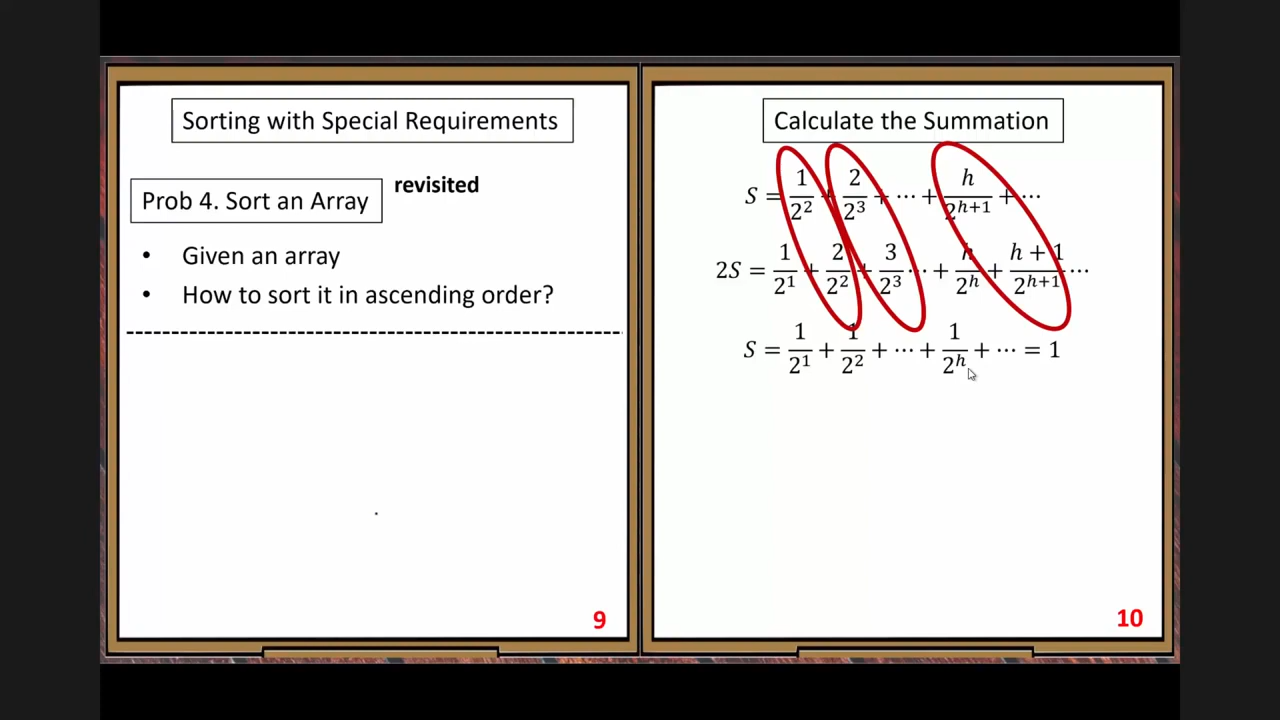 Sorting with Special Requirements
revisited
Prob 4. Sort an Array
• Given an array
• How to sort it in ascending order?
9
Calculate the Summation
S = 1/2^2 + 2/2^3 + ⋯ + h/2^{h+1} + ⋯
2S = 1/2^1 + 2/2^2 + 3/2^3 ⋯ + h/2^h + h + 1/2^{h+1} ⋯
S = 1/2^1 + 1/2^2 + ⋯ + 1/2^h + ⋯ = 1
10